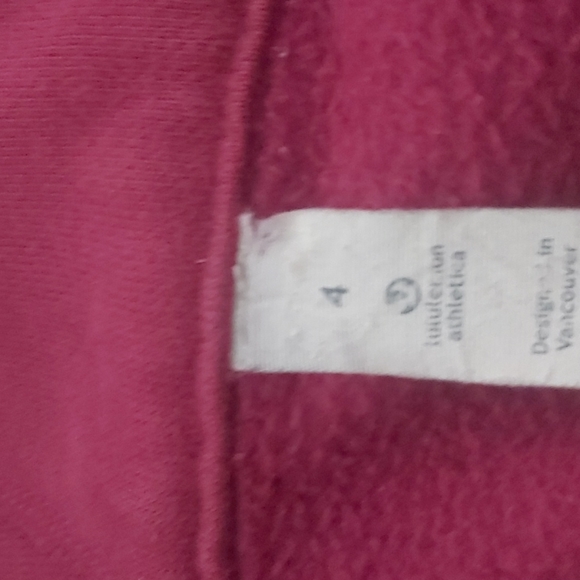 4
lululemon
athletica
Designed in
Vancouver